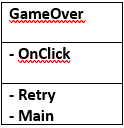 GameOver
- OnClick
- Retry
- Main